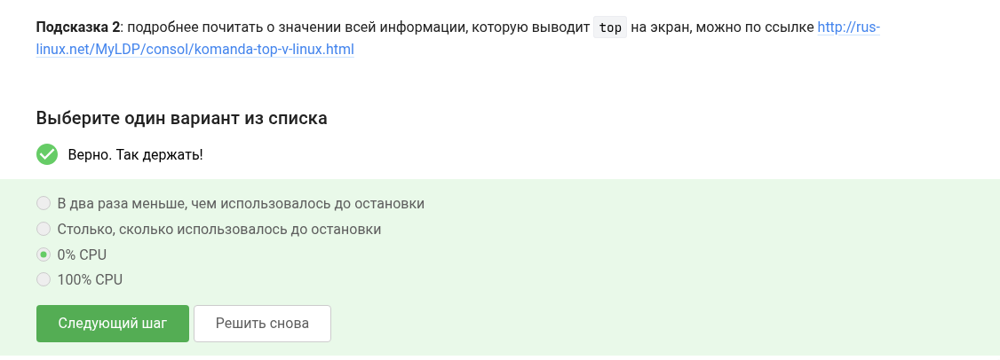 Подсказка 2: подробнее почитать о значении всей информации, которую выводит top на экран, можно по ссылке http://rus-
linux.net/MyLDP/consol/komanda-top-v-linux.html
Выберите один вариант из списка
Верно. Так держать!
В два раза меньше, чем использовалось до остановки
Столько, сколько использовалось до остановки
0% CPU
100% CPU
Следующий шаг Решить снова